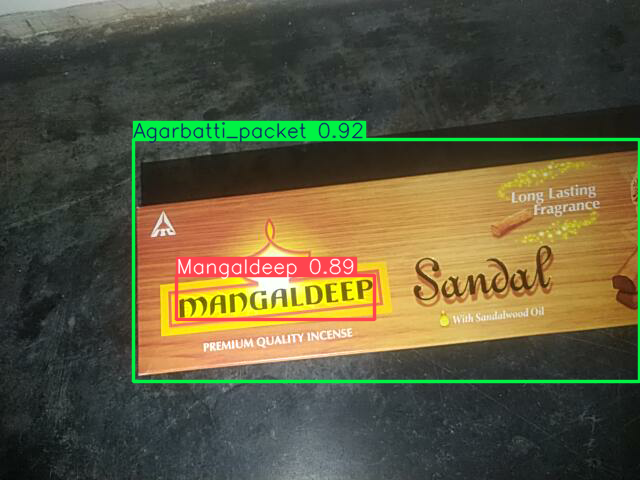 Agarbatti_packet 0.92
Long Lasting
Fragrance
Mangaldeep 0.89
MANGALDEEP
Sandal
With Sandalwood Oil
PREMIUM QUALITY INCENSE